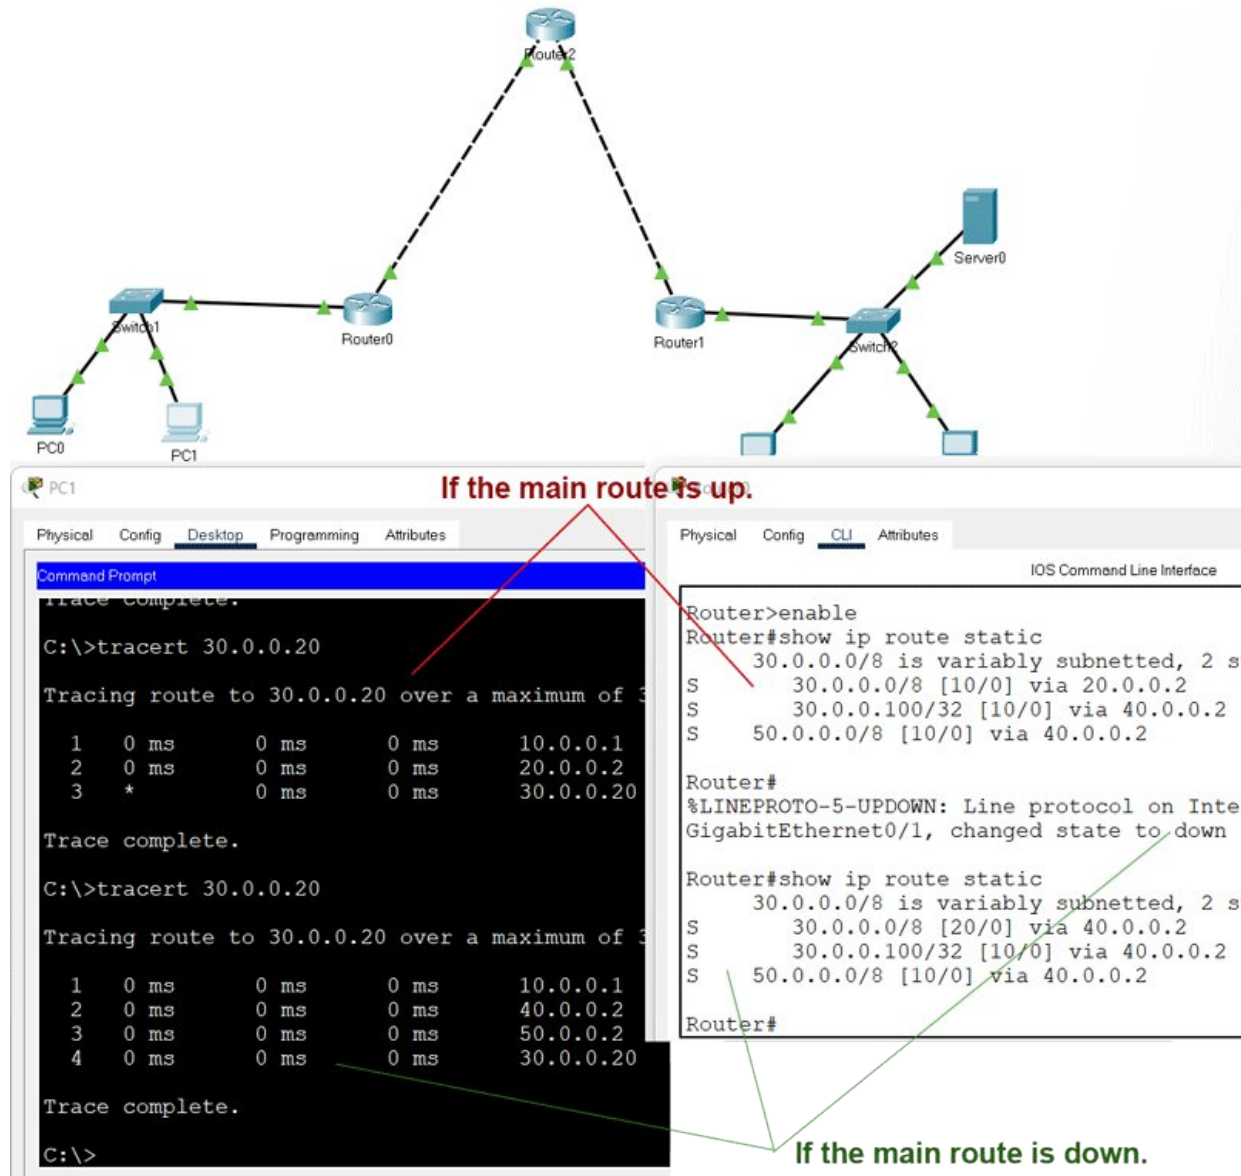 Router2
Server0
Switch1
Router0
Router1
Switch2
PC0
PC1
PC1
If the main route is up.
Physical Config Desktop Programming Attributes
Physical Config CLI Attributes
Command Prompt
IOS Command Line Interface
Trace complete.
C:\>tracert 30.0.0.20
Tracing route to 30.0.0.20 over a maximum of 3
1 0 ms 0 ms 0 ms 10.0.0.1
2 0 ms 0 ms 0 ms 20.0.0.2
3 * 0 ms 0 ms 30.0.0.20
Trace complete.
C:\>tracert 30.0.0.20
Tracing route to 30.0.0.20 over a maximum of 3
1 0 ms 0 ms 0 ms 10.0.0.1
2 0 ms 0 ms 0 ms 40.0.0.2
3 0 ms 0 ms 0 ms 50.0.0.2
4 0 ms 0 ms 0 ms 30.0.0.20
Trace complete.
C:\>
Router>enable
Router#show ip route static
30.0.0.0/8 is variably subnetted, 2 s
S 30.0.0.0/8 [10/0] via 20.0.0.2
S 30.0.0.100/32 [10/0] via 40.0.0.2
S 50.0.0.0/8 [10/0] via 40.0.0.2
Router#
%LINEPROTO-5-UPDOWN: Line protocol on Inte
GigabitEthernet0/1, changed state to down
Router#show ip route static
30.0.0.0/8 is variably subnetted, 2 s
S 30.0.0.0/8 [20/0] via 40.0.0.2
S 30.0.0.100/32 [10/0] via 40.0.0.2
S 50.0.0.0/8 [10/0] via 40.0.0.2
Router#
If the main route is down.